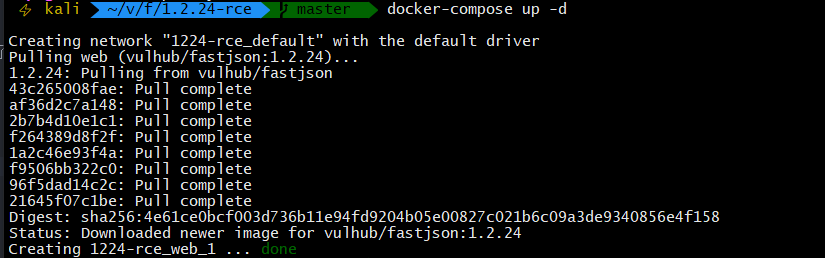 kali ~/v/f/1.2.24-rce master docker-compose up -d
Creating network "1224-rce_default" with the default driver
Pulling web (vulhub/fastjson:1.2.24)...
1.2.24: Pulling from vulhub/fastjson
43c265008fae: Pull complete
af36d2c7a148: Pull complete
2b7b4d10e1c1: Pull complete
f264389d8f2f: Pull complete
1a2c46e93f4a: Pull complete
f9506bb322c0: Pull complete
96f5dad14c2c: Pull complete
21645f07c1be: Pull complete
Digest: sha256:4e61ce0bcf003d736b11e94fd9204b05e00827c021b6c09a3de9340856e4f158
Status: Downloaded newer image for vulhub/fastjson:1.2.24
Creating 1224-rce_web_1 ... done